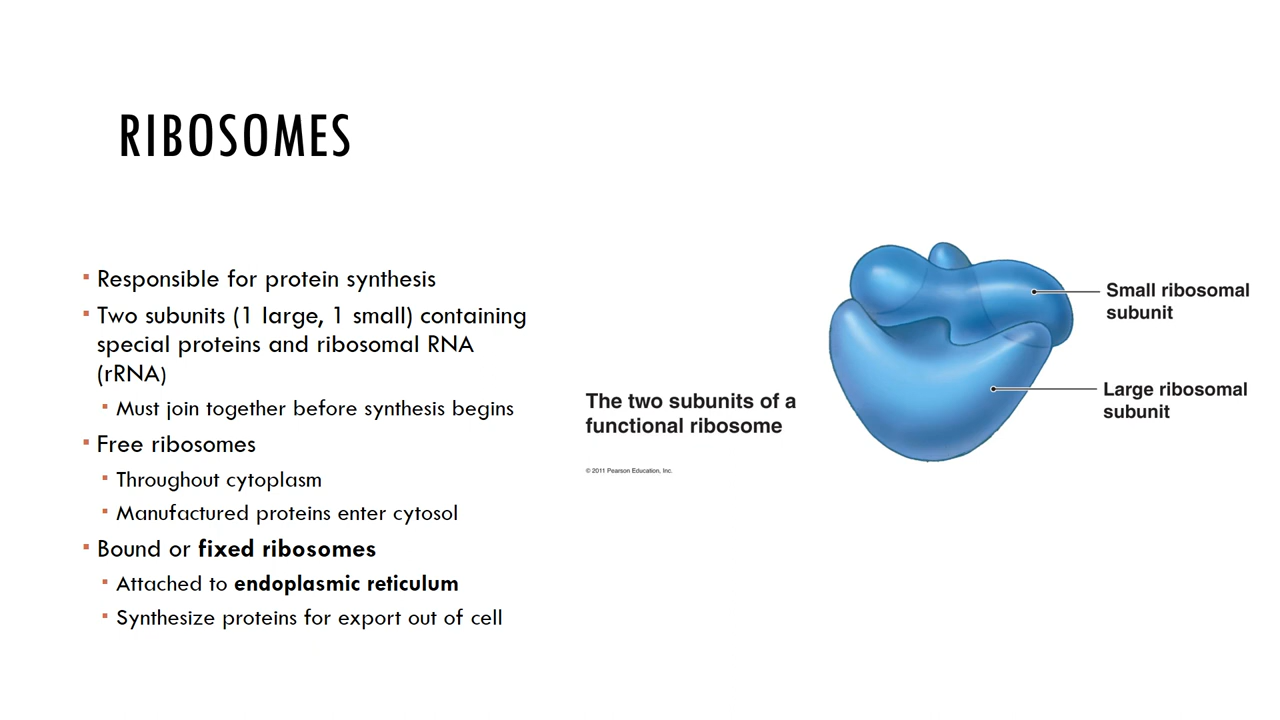 RIBOSOMES
▪ Responsible for protein synthesis
▪ Two subunits (1 large, 1 small) containing
special proteins and ribosomal RNA
(rRNA)
▪ Must join together before synthesis begins
▪ Free ribosomes
▪ Throughout cytoplasm
▪ Manufactured proteins enter cytosol
▪ Bound or fixed ribosomes
▪ Attached to endoplasmic reticulum
▪ Synthesize proteins for export out of cell
Small ribosomal
subunit
Large ribosomal
subunit
The two subunits of a
functional ribosome
© 2011 Pearson Education, Inc.